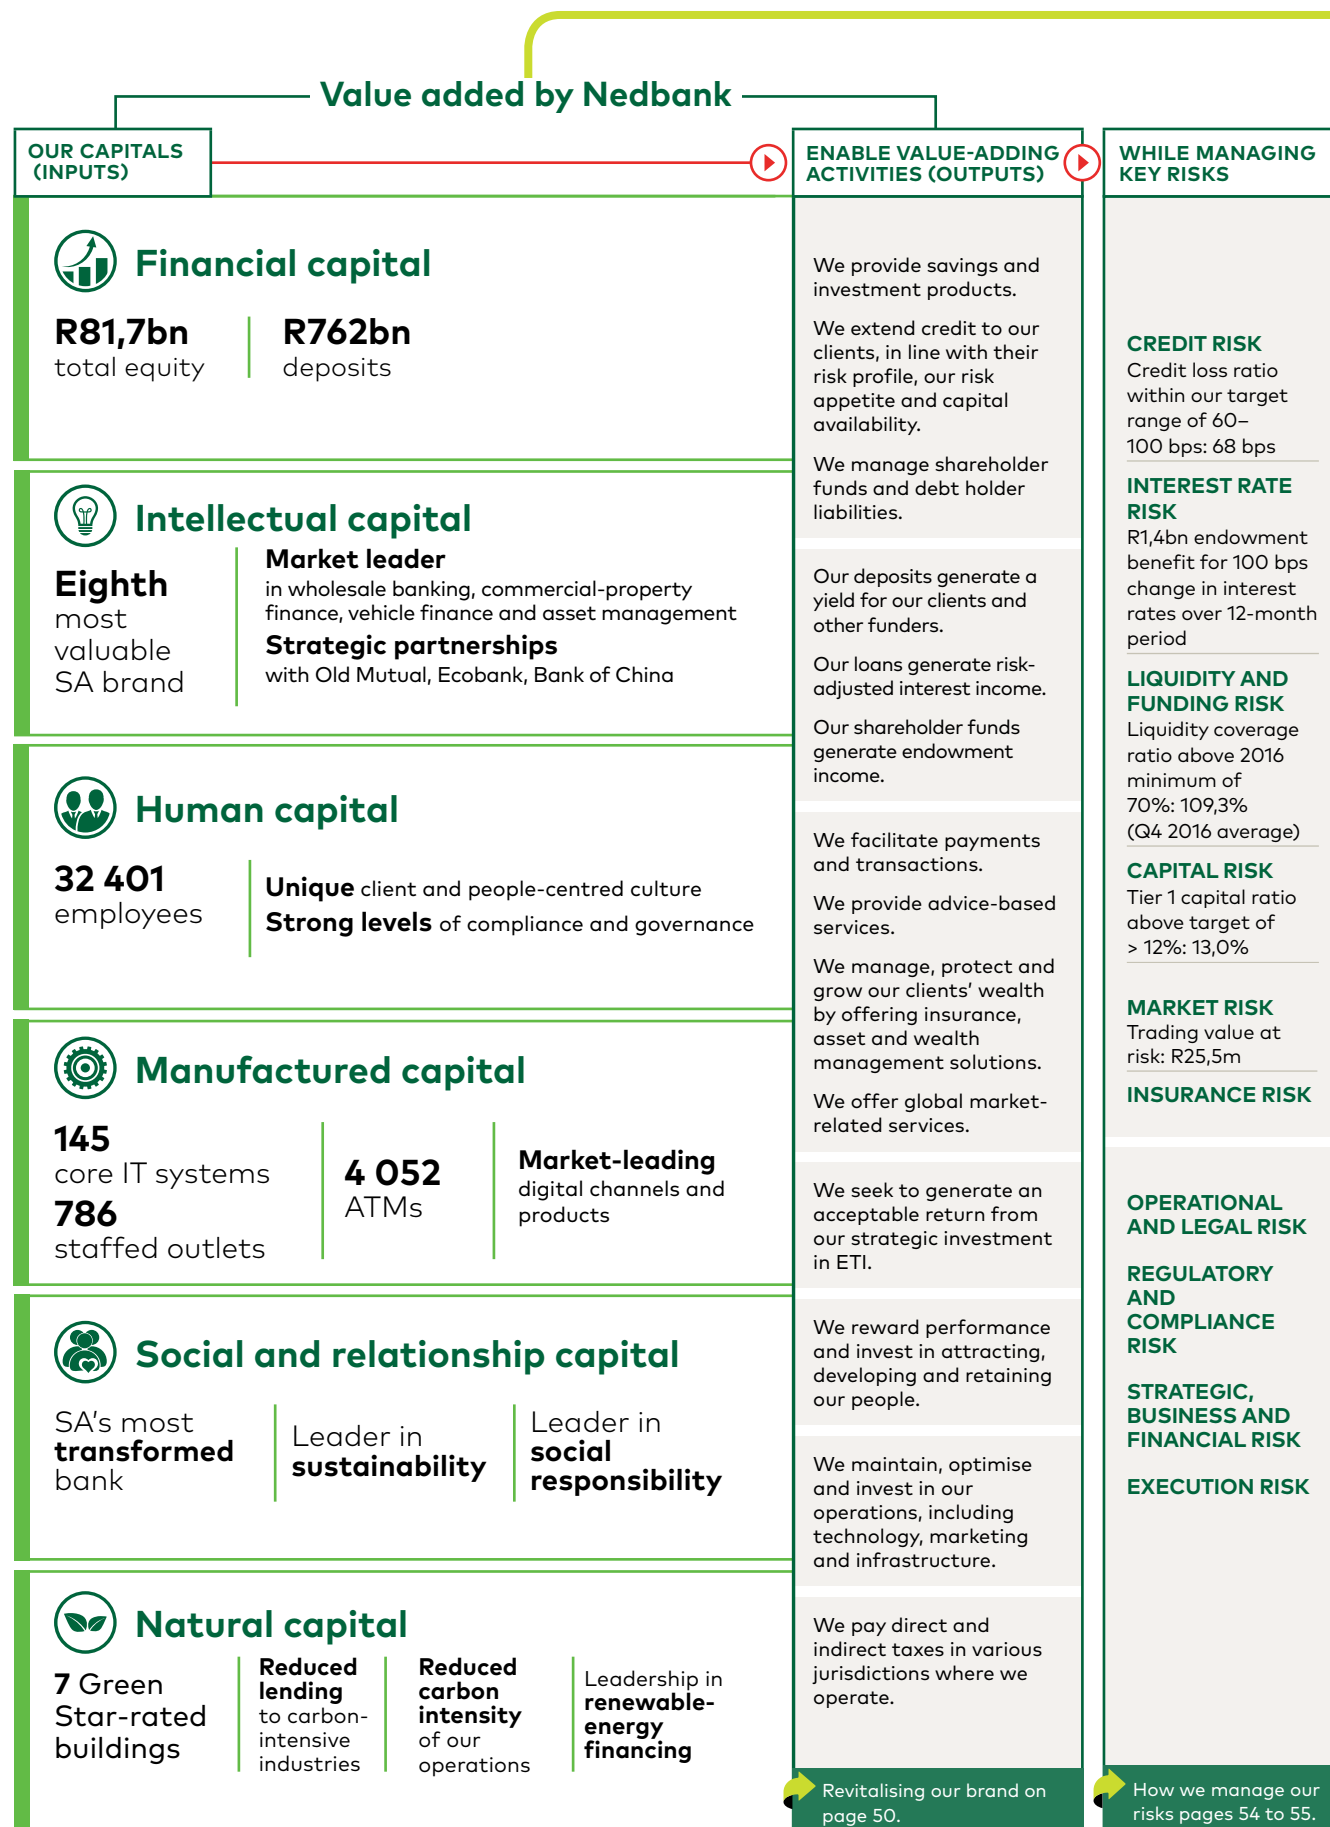 Value added by Nedbank
OUR CAPITALS
(INPUTS)
ENABLE VALUE-ADDING
ACTIVITIES (OUTPUTS)
WHILE MANAGING
KEY RISKS
Financial capital
R81,7bn
total equity
R762bn
deposits
Intellectual capital
Eighth
most
valuable
SA brand
Market leader
in wholesale banking, commercial-property
finance, vehicle finance and asset management
Strategic partnerships
with Old Mutual, Ecobank, Bank of China
Human capital
32 401
employees
Unique client and people-centred culture
Strong levels of compliance and governance
Manufactured capital
145
core IT systems
786
staffed outlets
4 052
ATMs
Market-leading
digital channels and
products
Social and relationship capital
SA's most
transformed
bank
Leader in
sustainability
Leader in
social
responsibility
Natural capital
7 Green
Star-rated
buildings
Reduced
lending
to carbon-
intensive
industries
Reduced
carbon
intensity
of our
operations
Leadership in
renewable-
energy
financing
We provide savings and
investment products.
We extend credit to our
clients, in line with their
risk profile, our risk
appetite and capital
availability.
We manage shareholder
funds and debt holder
liabilities.
Our deposits generate a
yield for our clients and
other funders.
Our loans generate risk-
adjusted interest income.
Our shareholder funds
generate endowment
income.
We facilitate payments
and transactions.
We provide advice-based
services.
We manage, protect and
grow our clients' wealth
by offering insurance,
asset and wealth
management solutions.
We offer global market-
related services.
We seek to generate an
acceptable return from
our strategic investment
in ETI.
We reward performance
and invest in attracting,
developing and retaining
our people.
We maintain, optimise
and invest in our
operations, including
technology, marketing
and infrastructure.
We pay direct and
indirect taxes in various
jurisdictions where we
operate.
Revitalising our brand on
page 50.
CREDIT RISK
Credit loss ratio
within our target
range of 60–
100 bps: 68 bps
INTEREST RATE
RISK
R1,4bn endowment
benefit for 100 bps
change in interest
rates over 12-month
period
LIQUIDITY AND
FUNDING RISK
Liquidity coverage
ratio above 2016
minimum of
70%: 109,3%
(Q4 2016 average)
CAPITAL RISK
Tier 1 capital ratio
above target of
> 12%: 13,0%
MARKET RISK
Trading value at
risk: R25,5m
INSURANCE RISK
OPERATIONAL
AND LEGAL RISK
REGULATORY
AND
COMPLIANCE
RISK
STRATEGIC,
BUSINESS AND
FINANCIAL RISK
EXECUTION RISK
How we manage our
risks pages 54 to 55.